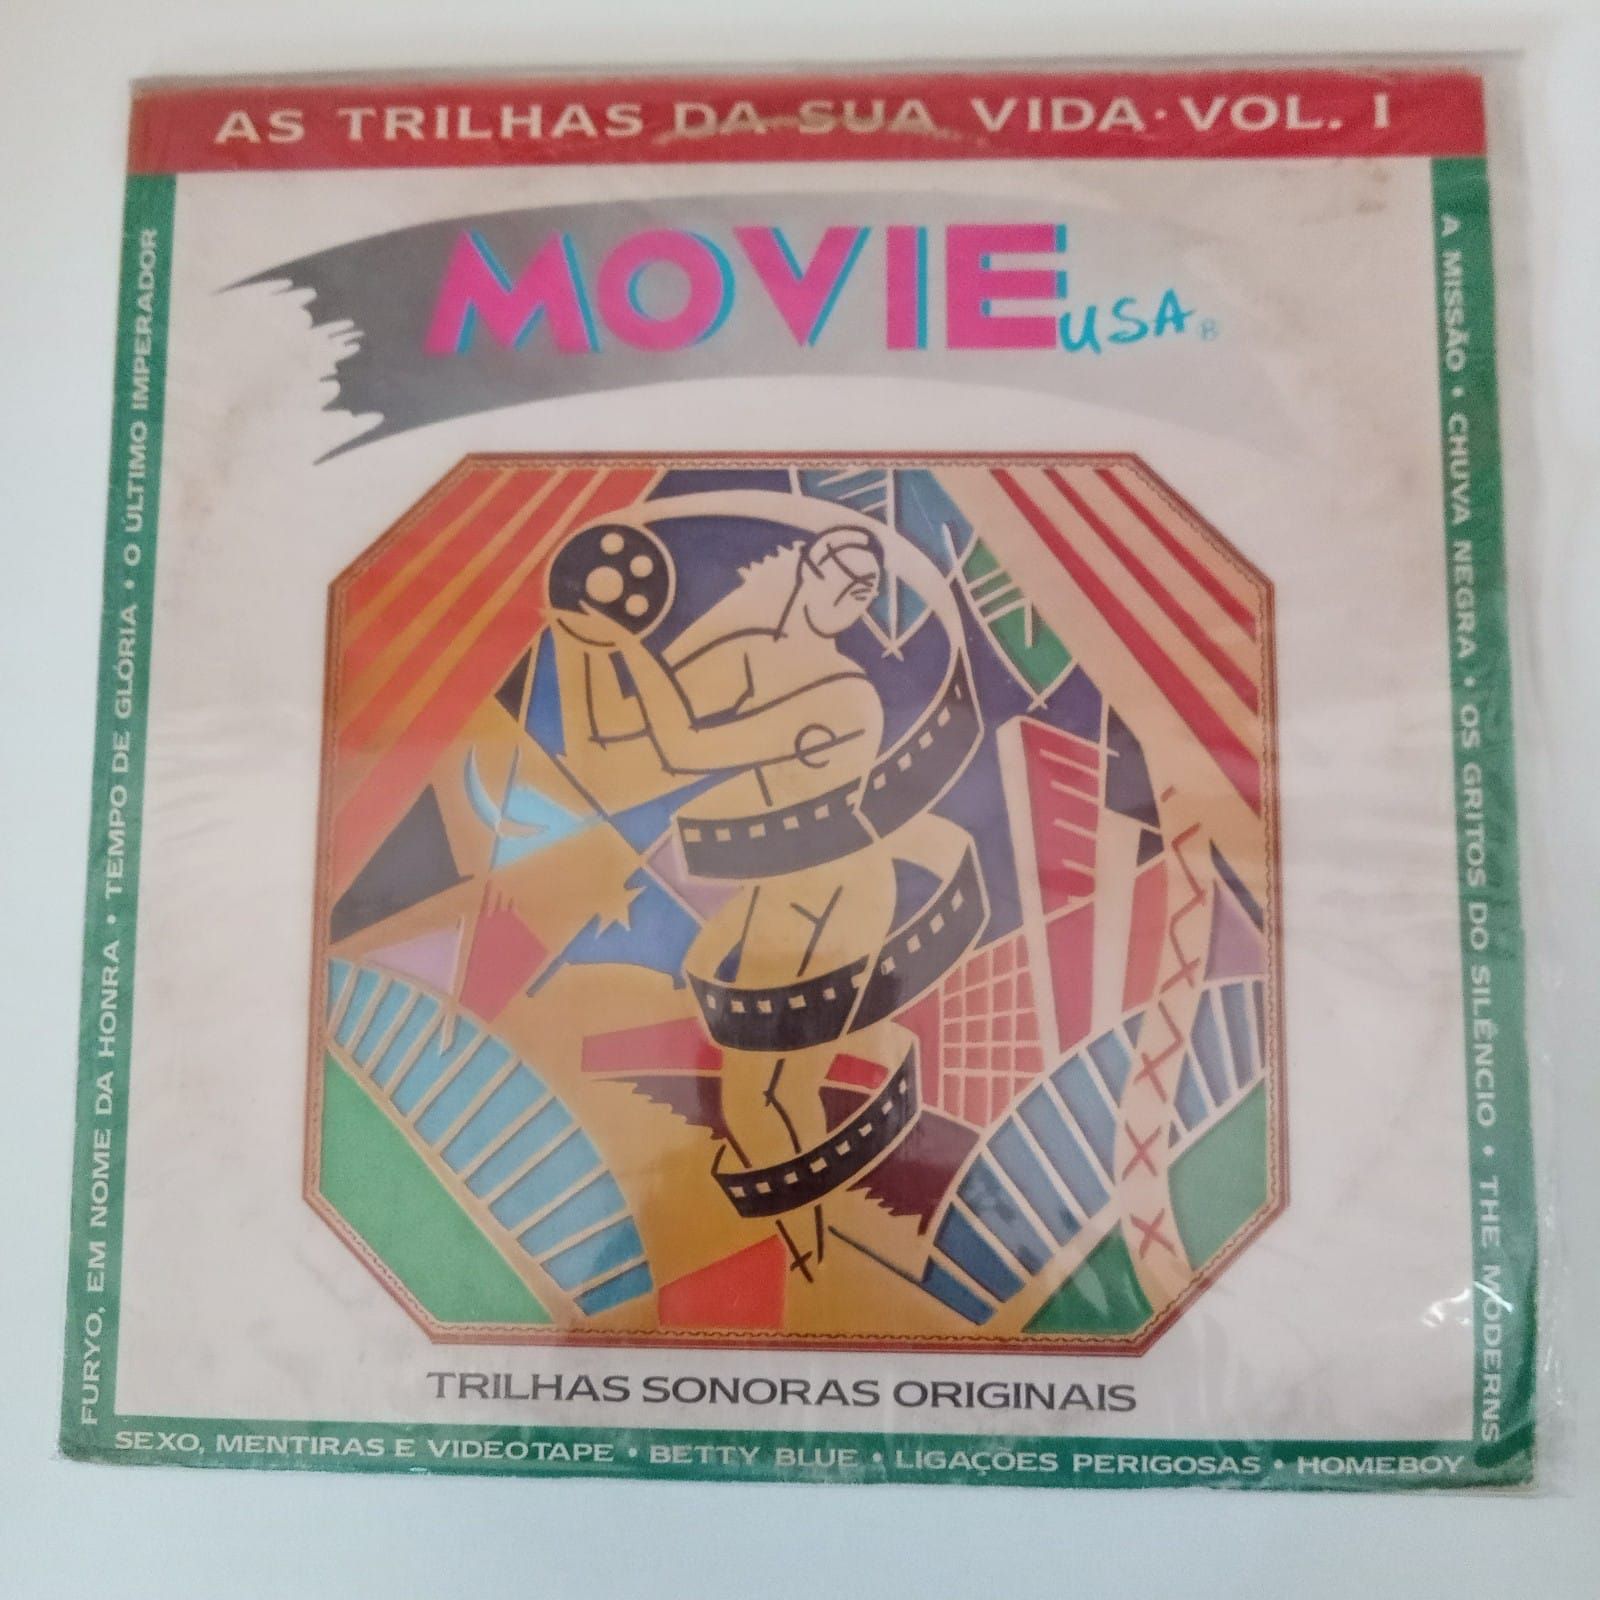 AS TRILHAS DA SUA VIDA · VOL. I
MOVIE
USA
FURYO, EM NOME DA HONRA • TEMPO DE GLÓRIA • O ÚLTIMO IMPERADOR
A MISSÃO • CHUVA NEGRA • OS GRITOS DO SILÊNCIO • THE MODERNS
TRILHAS SONORAS ORIGINAIS
SEXO, MENTIRAS E VIDEOTAPE • BETTY BLUE • LIGAÇÕES PERIGOSAS • HOMEBOY